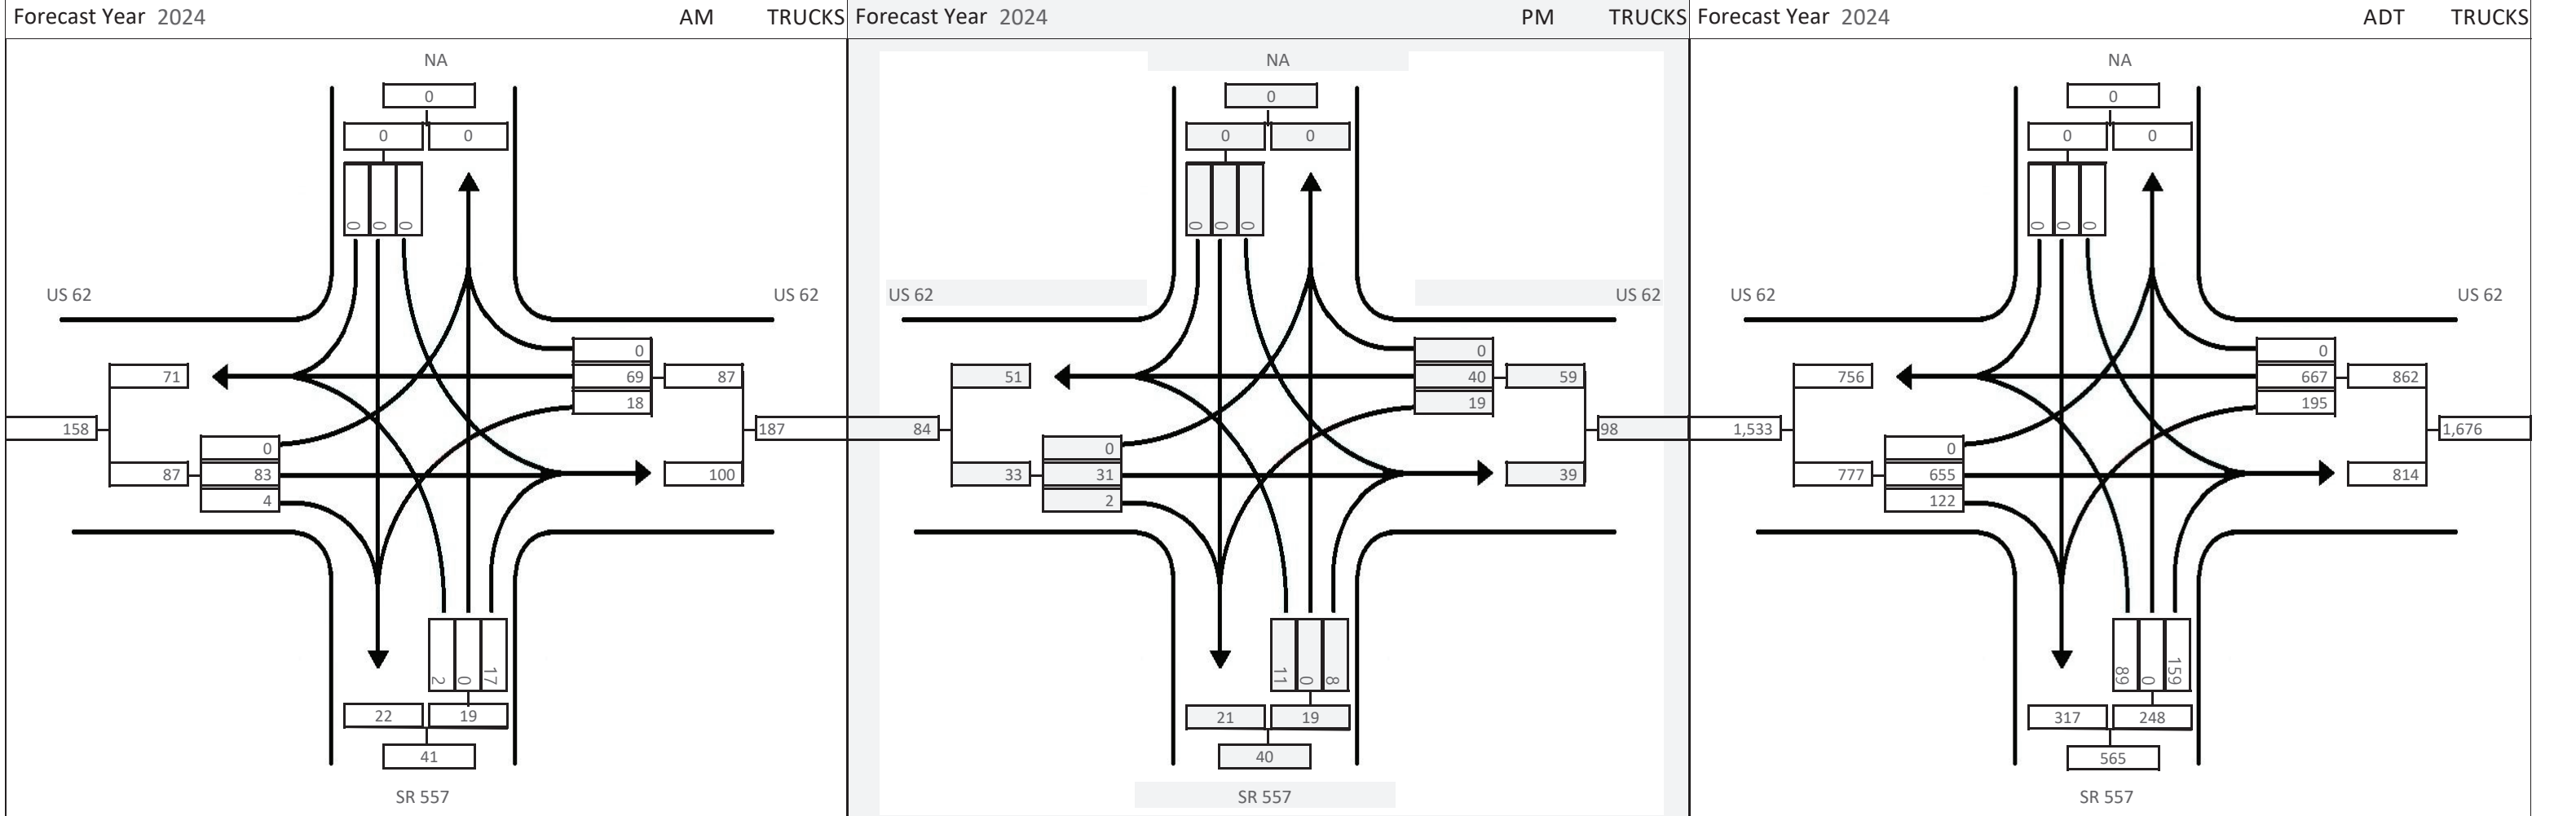 Forecast Year 2024 AM TRUCKS
NA
0
0 0
0 0 0
US 62 US 62
0
71 69 87
18
158 187
0
87 83 100
4
2 0 17
22 19
41
SR 557
Forecast Year 2024 PM TRUCKS
NA
0
0 0
0 0 0
US 62 US 62
0
51 40 59
19
84 98
0
33 31 39
2
11 0 8
21 19
40
SR 557
Forecast Year 2024 ADT TRUCKS
NA
0
0 0
0 0 0
US 62 US 62
0
756 667 862
195
1,533 1,676
0
777 655 814
122
89 0 159
317 248
565
SR 557